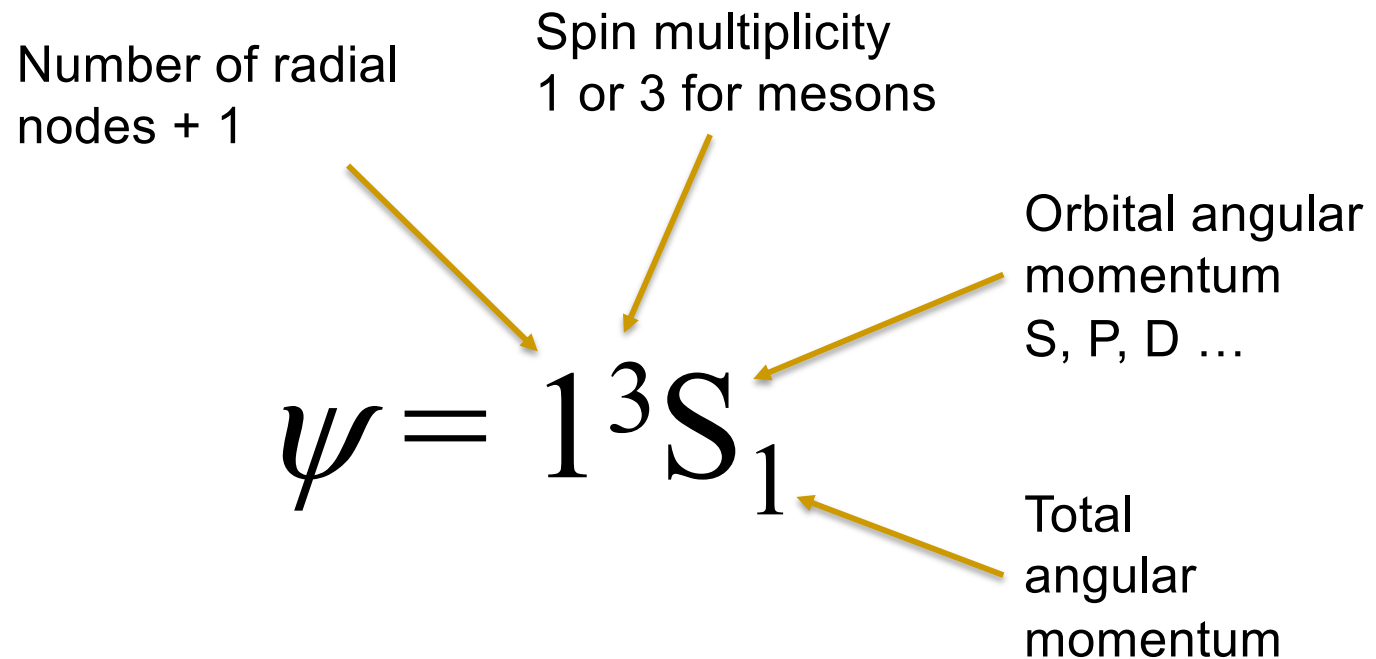 Number of radial
nodes + 1
Spin multiplicity
1 or 3 for mesons
Orbital angular
momentum
S, P, D …
ψ = 1³S₁
Total
angular
momentum